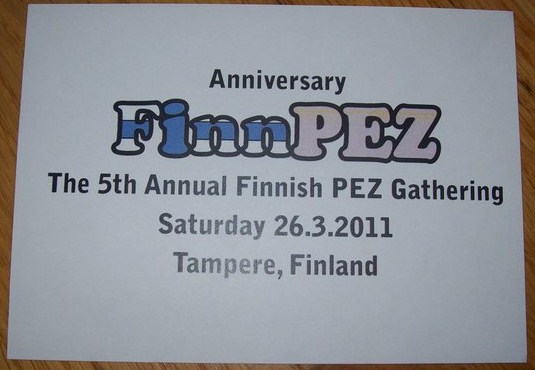 Anniversary
FinnPEZ
The 5th Annual Finnish PEZ Gathering
Saturday 26.3.2011
Tampere, Finland